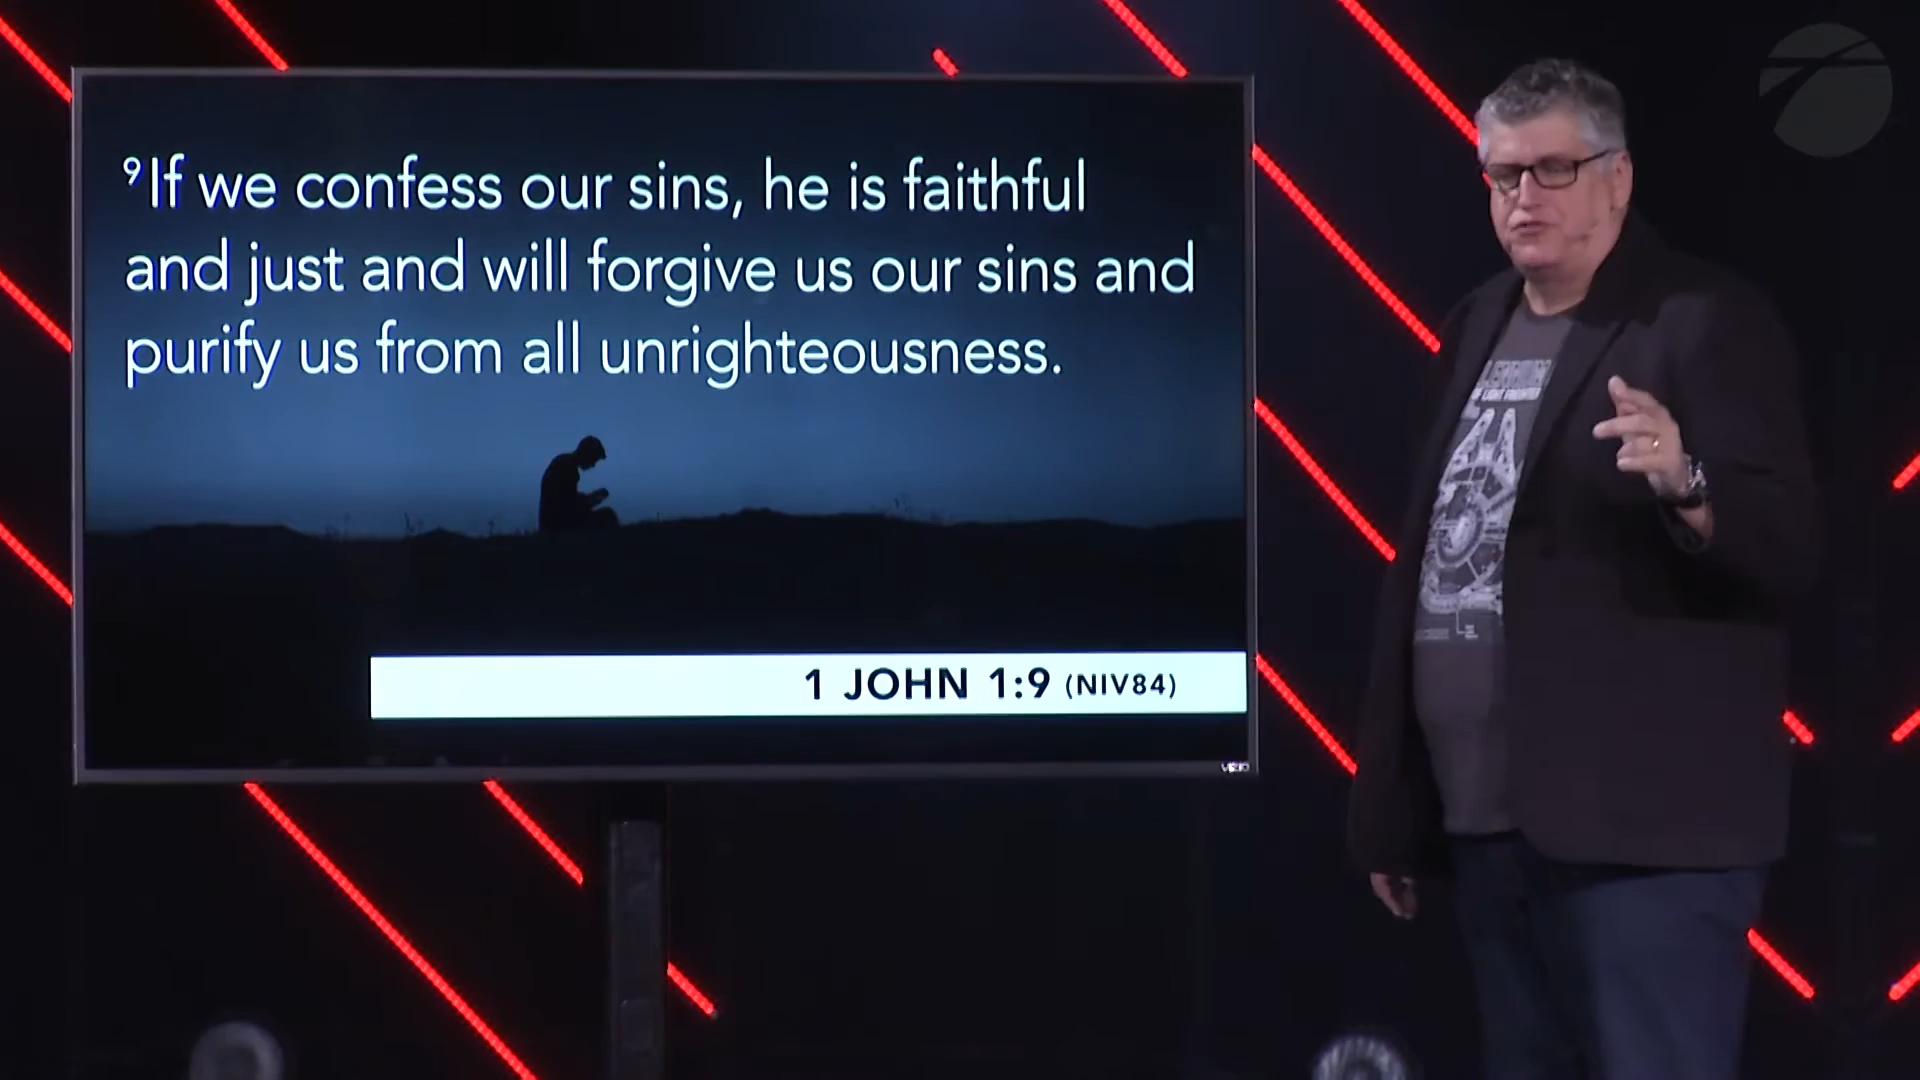 ⁹If we confess our sins, he is faithful
and just and will forgive us our sins and
purify us from all unrighteousness.
1 JOHN 1:9 (NIV84)
VIZIO